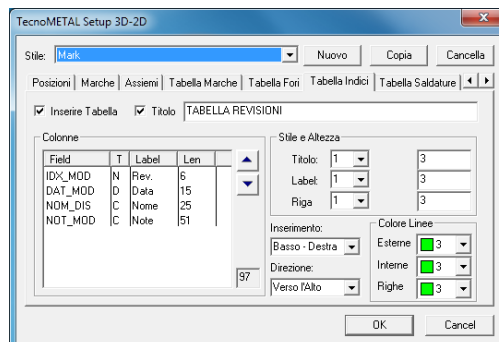 TecnoMETAL Setup 3D-2D
Stile: Mark Nuovo Copia Cancella
Posizioni Marche Assiemi Tabella Marche Tabella Fori Tabella Indici Tabella Saldature
Inserire Tabella Titolo TABELLA REVISIONI
Colonne
Field T Label Len
IDX_MOD N Rev. 6
DAT_MOD D Data 15
NOM_DIS C Nome 25
NOT_MOD C Note 51
97
Stile e Altezza
Titolo: 1 3
Label: 1 3
Riga 1 3
Inserimento:
Basso - Destra
Direzione:
Verso l'Alto
Colore Linee
Esterne 3
Interne 3
Righe 3
OK Cancel